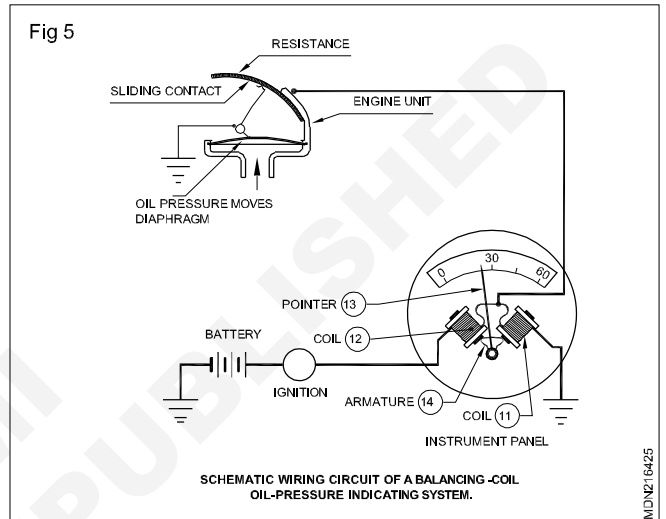 Fig 5
RESISTANCE
SLIDING CONTACT
ENGINE UNIT
OIL PRESSURE MOVES
DIAPHRAGM
0 30 60
POINTER 13
COIL 12
BATTERY
IGNITION
ARMATURE 14
COIL 11
INSTRUMENT PANEL
SCHEMATIC WIRING CIRCUIT OF A BALANCING -COIL
OIL-PRESSURE INDICATING SYSTEM.
MDN216425
PUBLISHED